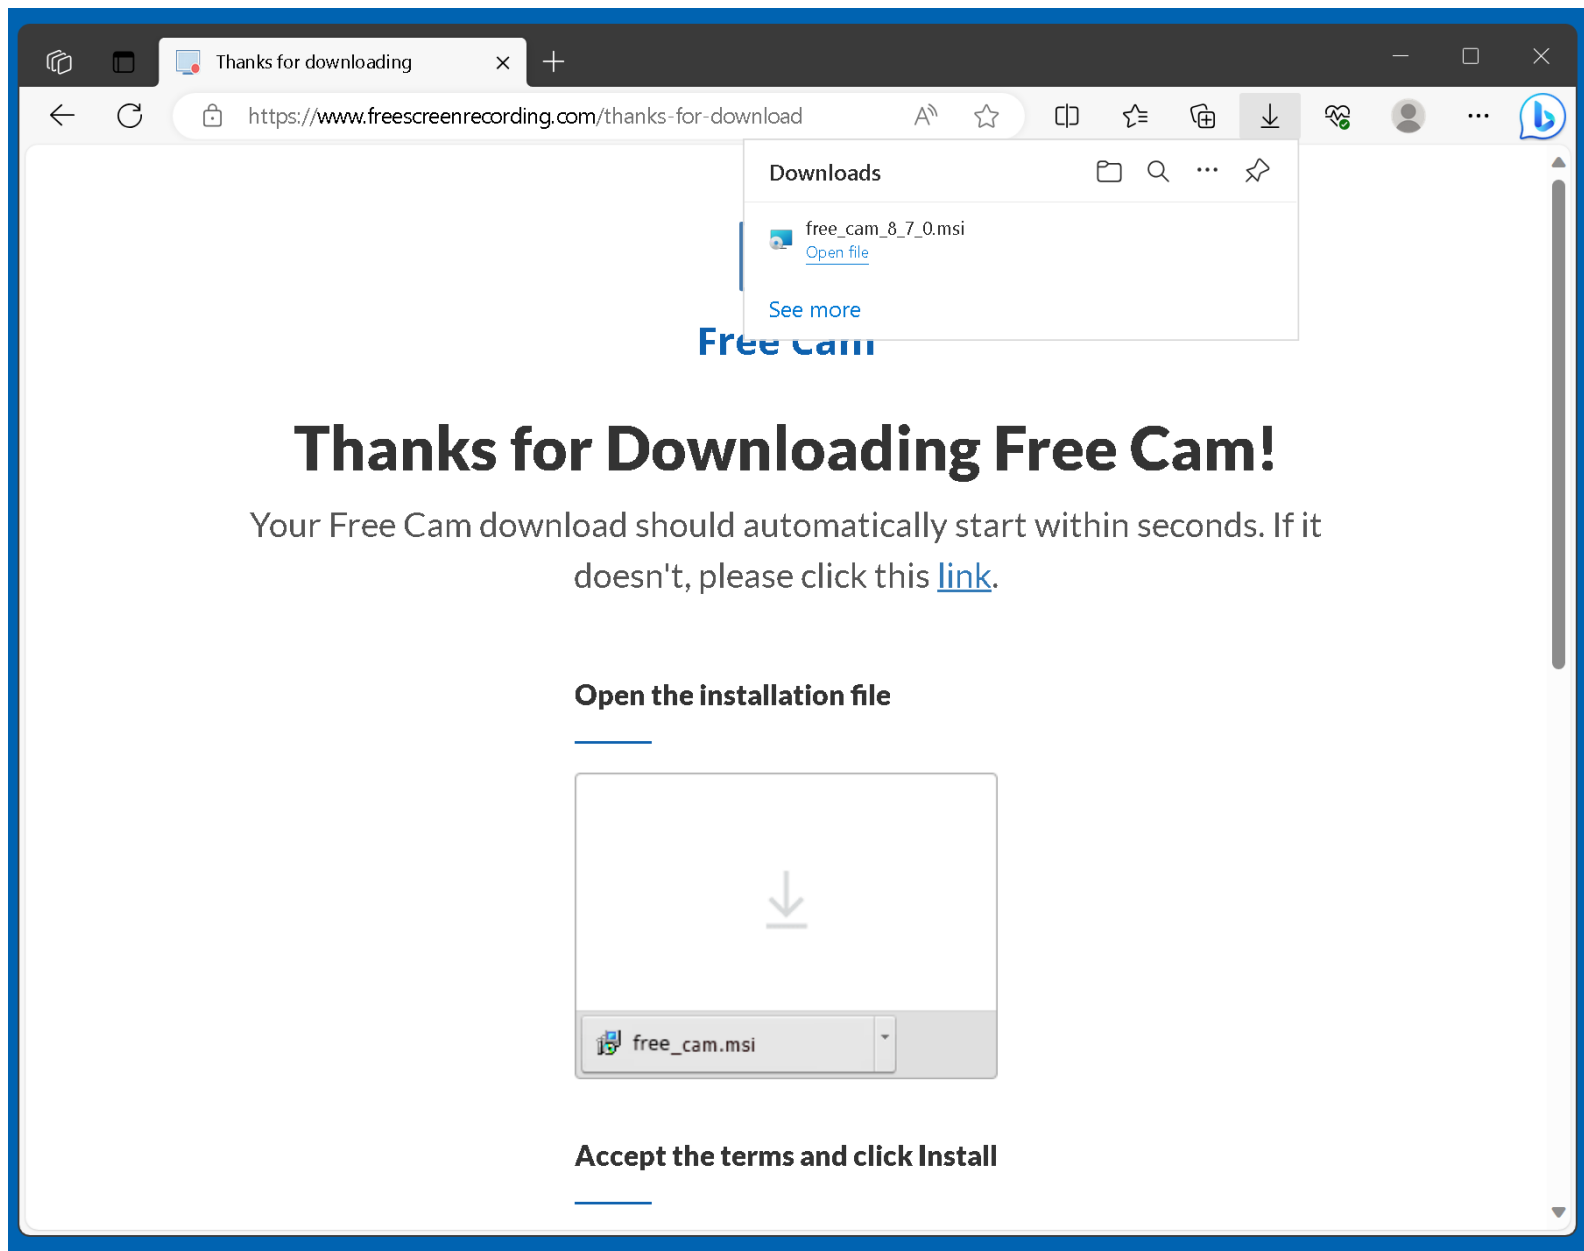 Thanks for downloading
https://www.freescreenrecording.com/thanks-for-download
Downloads
free_cam_8_7_0.msi
Open file
See more
Free Cam
Thanks for Downloading Free Cam!
Your Free Cam download should automatically start within seconds. If it
doesn't, please click this link.
Open the installation file
free_cam.msi
Accept the terms and click Install